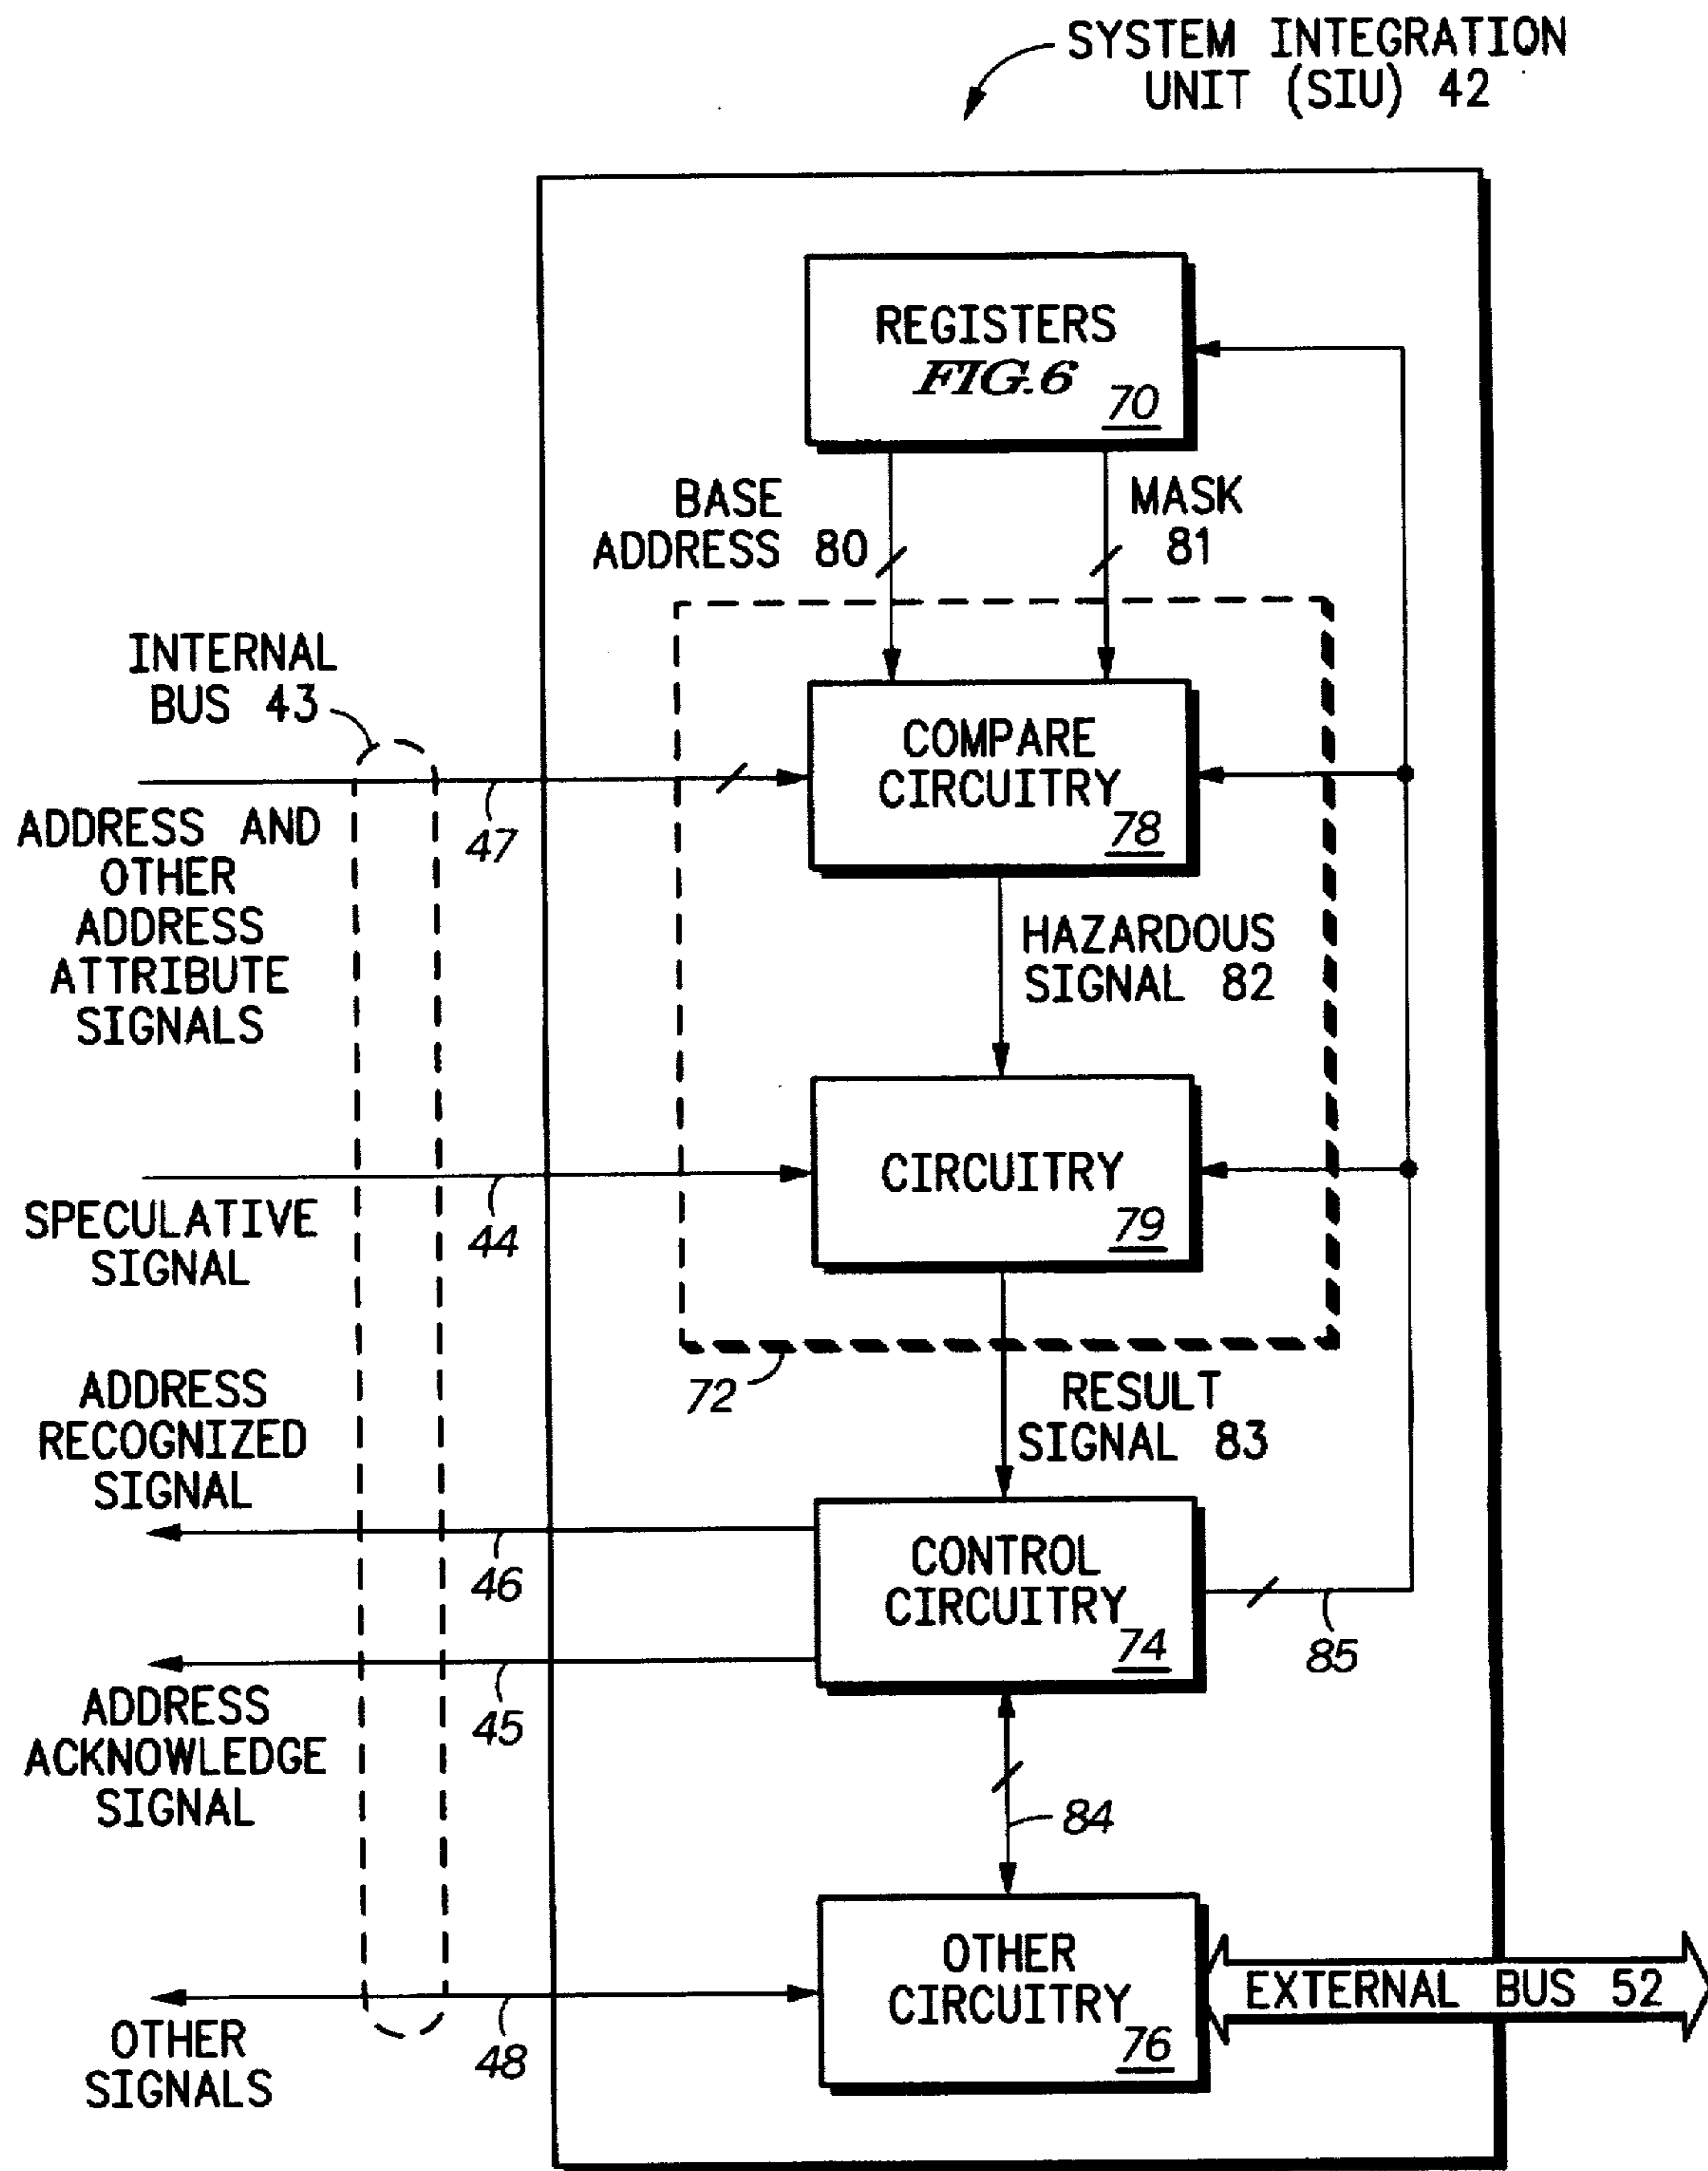 SYSTEM INTEGRATION
UNIT (SIU) 42
REGISTERS
FIG.6
70
BASE
ADDRESS 80
MASK
81
INTERNAL
BUS 43
COMPARE
CIRCUITRY
78
47
ADDRESS AND
OTHER
ADDRESS
ATTRIBUTE
SIGNALS
HAZARDOUS
SIGNAL 82
CIRCUITRY
79
44
SPECULATIVE
SIGNAL
72
RESULT
SIGNAL 83
ADDRESS
RECOGNIZED
SIGNAL
46
CONTROL
CIRCUITRY
74
85
45
ADDRESS
ACKNOWLEDGE
SIGNAL
84
OTHER
CIRCUITRY
76
EXTERNAL BUS 52
48
OTHER
SIGNALS